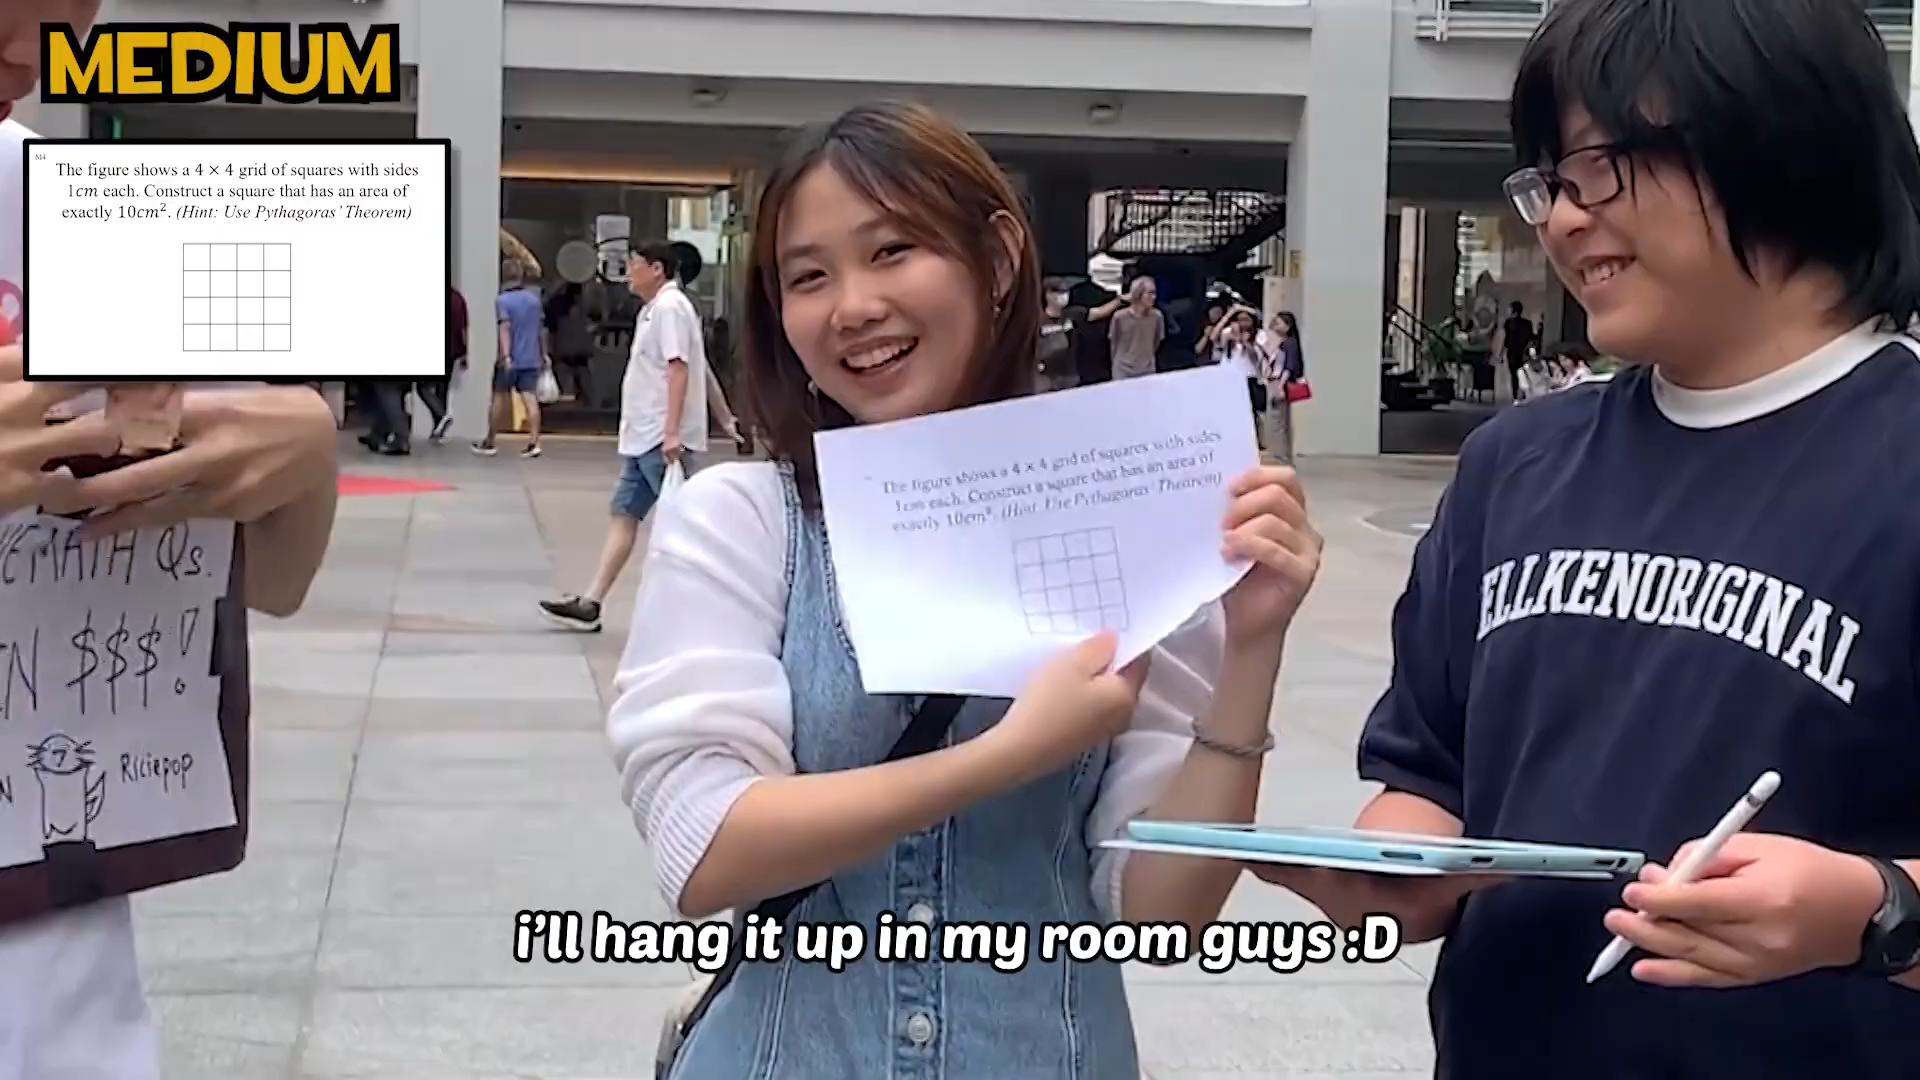 MEDIUM
M4
The figure shows a 4 × 4 grid of squares with sides
1cm each. Construct a square that has an area of
exactly 10cm². (Hint: Use Pythagoras' Theorem)
The figure shows a 4 × 4 grid of squares with sides
1cm each. Construct a square that has an area of
exactly 10cm². (Hint: Use Pythagoras' Theorem)
MATH Qs.
$$$!
Riciepop
ELLKENORIGINAL
i'll hang it up in my room guys :D